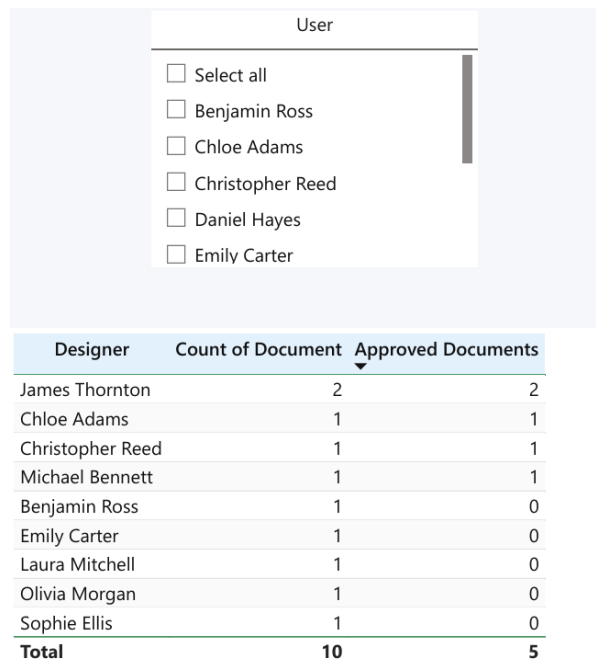 User
Select all
Benjamin Ross
Chloe Adams
Christopher Reed
Daniel Hayes
Emily Carter
Designer Count of Document Approved Documents
James Thornton 2 2
Chloe Adams 1 1
Christopher Reed 1 1
Michael Bennett 1 1
Benjamin Ross 1 0
Emily Carter 1 0
Laura Mitchell 1 0
Olivia Morgan 1 0
Sophie Ellis 1 0
Total 10 5